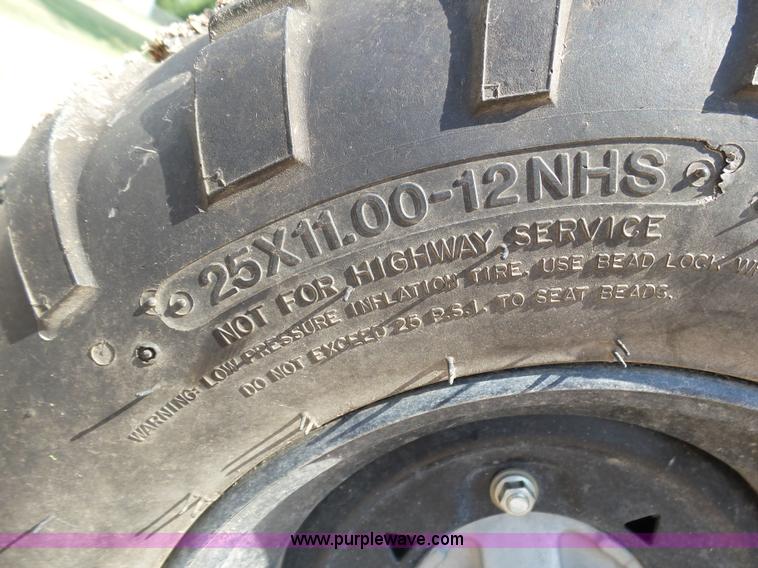 25X11.00-12NHS
NOT FOR HIGHWAY SERVICE
WARNING: LOW PRESSURE INFLATION TIRE. USE BEAD LOCK
DO NOT EXCEED 25 P.S.I. TO SEAT BEADS.
www.purplewave.com